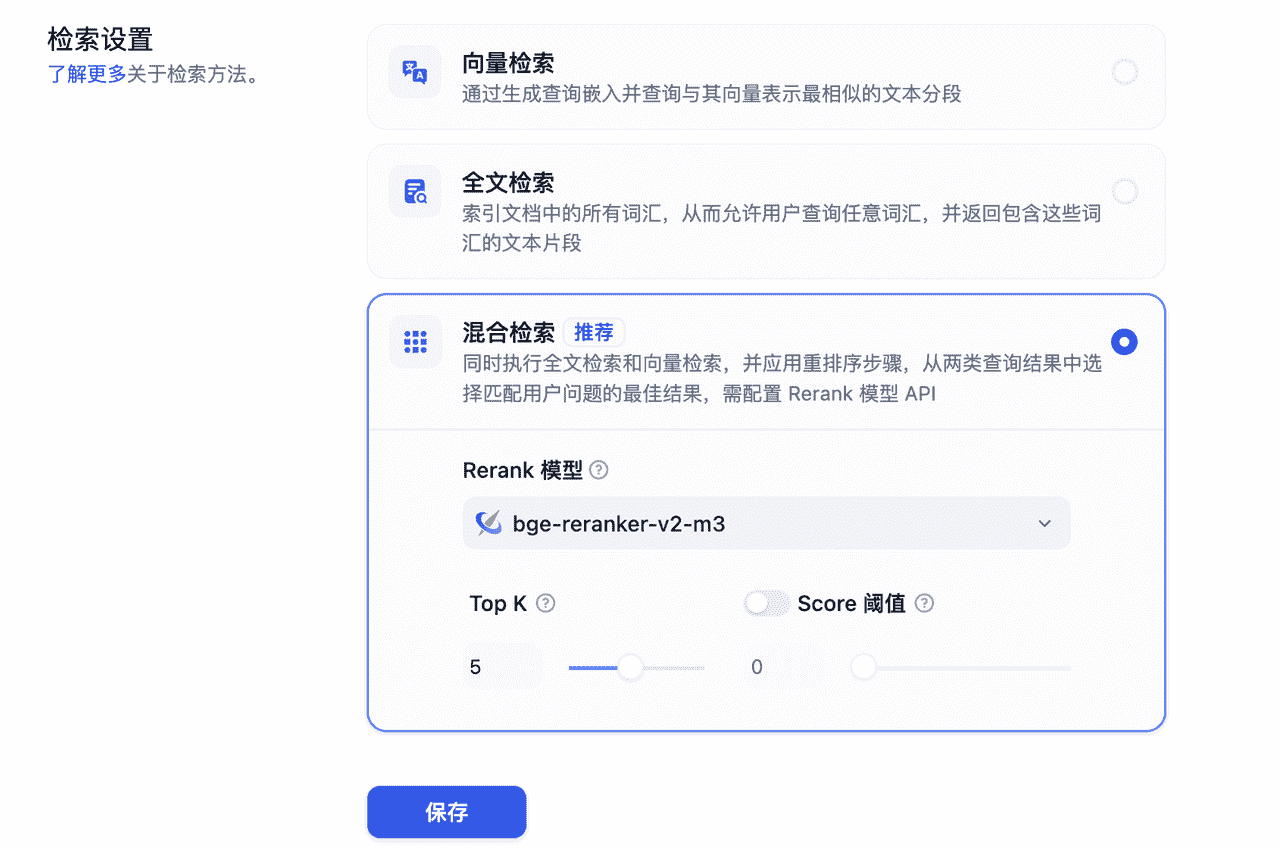 检索设置
了解更多关于检索方法。
向量检索
通过生成查询嵌入并查询与其向量表示最相似的文本分段
全文检索
索引文档中的所有词汇，从而允许用户查询任意词汇，并返回包含这些词
汇的文本片段
混合检索 推荐
同时执行全文检索和向量检索，并应用重排序步骤，从两类查询结果中选
择匹配用户问题的最佳结果，需配置 Rerank 模型 API
Rerank 模型
bge-reranker-v2-m3
Top K Score 阈值
5 0
保存